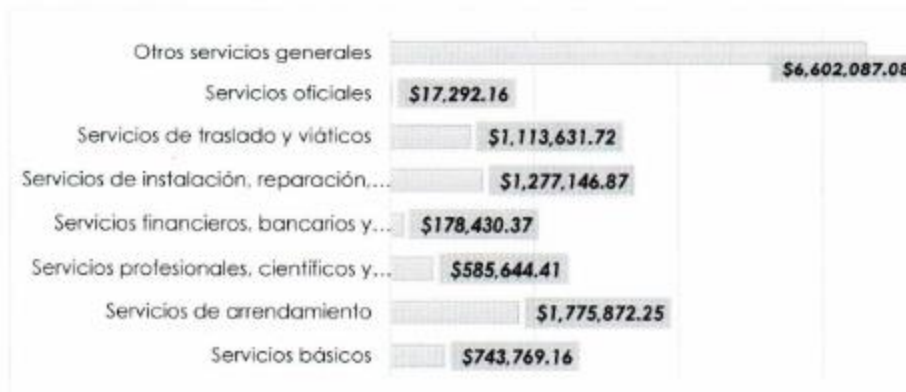 Otros servicios generales
$6,602,087.08
Servicios oficiales $17,292.16
Servicios de traslado y viáticos $1,113,631.72
Servicios de instalación, reparación,... $1,277,146.87
Servicios financieros, bancarios y... $178,430.37
Servicios profesionales, científicos y... $585,644.41
Servicios de arrendamiento $1,775,872.25
Servicios básicos $743,769.16